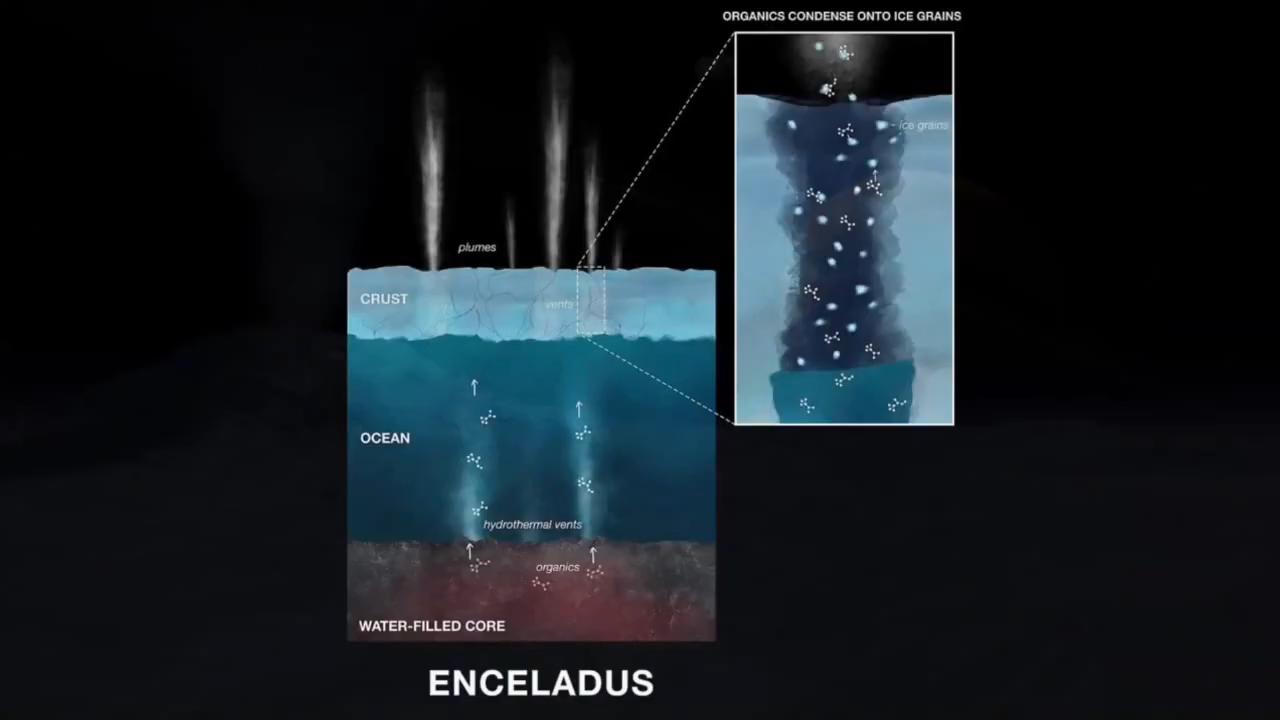 ORGANICS CONDENSE ONTO ICE GRAINS
ice grains
plumes
CRUST
vents
OCEAN
hydrothermal vents
organics
WATER-FILLED CORE
ENCELADUS